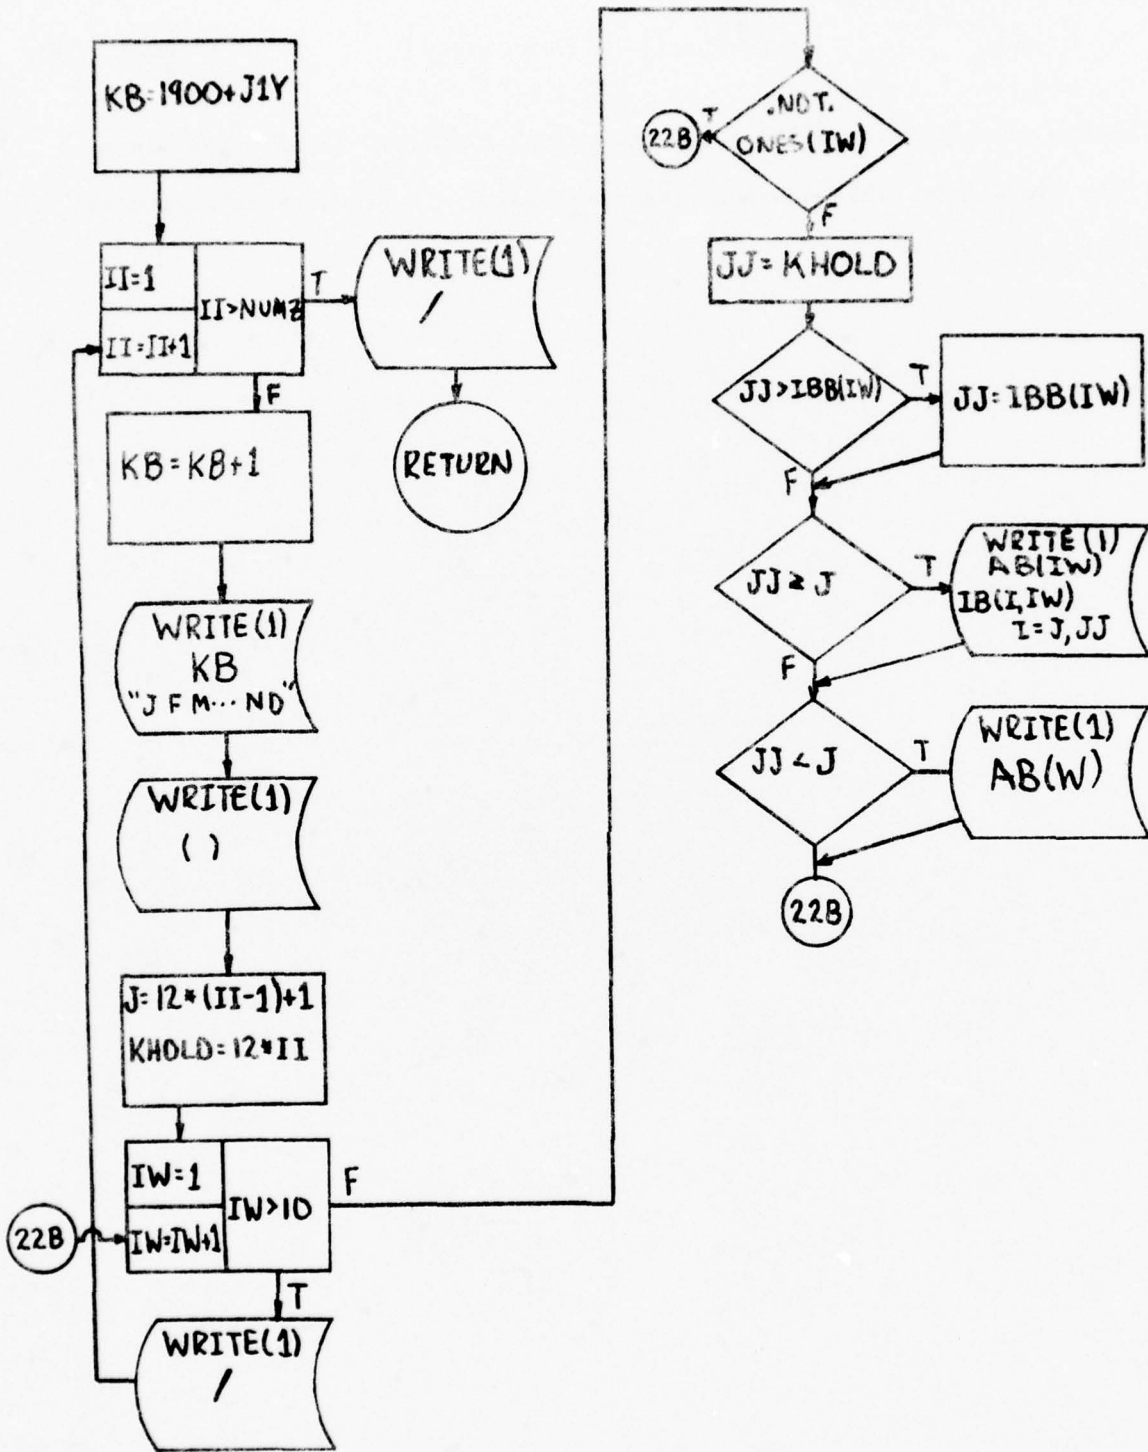 KB=1900+J1Y
II=1
II=II+1
II>NUMZ
T
F
WRITE(1)
/
RETURN
KB=KB+1
WRITE(1)
KB
"J F M...ND"
WRITE(1)
( )
J=12*(II-1)+1
KHOLD=12*II
IW=1
IW=IW+1
IW>10
F
T
22B
WRITE(1)
/
.NOT.
ONES(IW)
T
22B
F
JJ=KHOLD
JJ>IBB(IW)
T
JJ=IBB(IW)
F
JJ≥J
T
WRITE(1)
AB(IW)
IB(I,IW)
I=J,JJ
F
JJ<J
T
WRITE(1)
AB(W)
22B